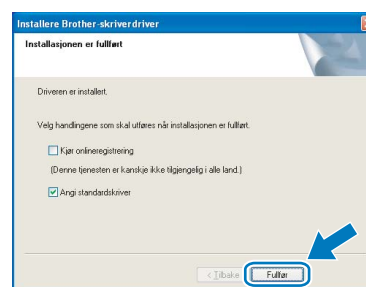 Installere Brother-skriverdriver
Installasjonen er fullført
Driveren er installert.
Velg handlingene som skal utføres når installasjonen er fullført.
Kjør onlineregistrering
(Denne tjenesten er kanskje ikke tilgjengelig i alle land.)
Angi standardskriver
< Tilbake
Fullfør